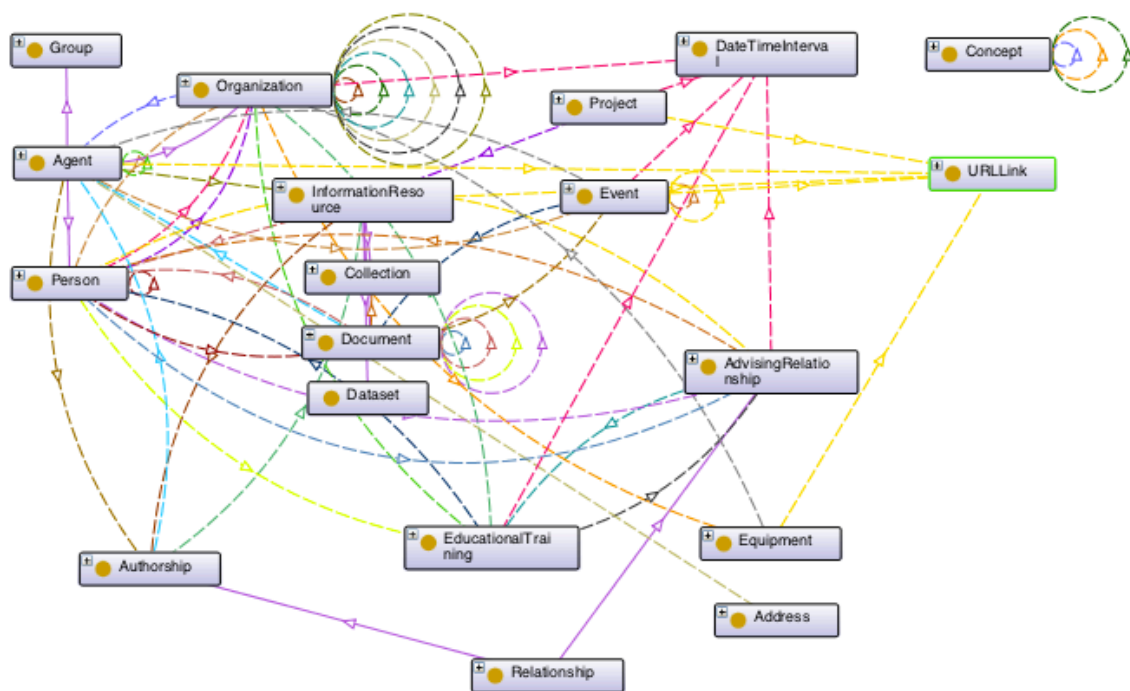 Group
DateTimeInterva
l
Concept
Organization
Project
Agent
URLLink
InformationReso
urce
Event
Person
Collection
Document
AdvisingRelatio
nship
Dataset
EducationalTrai
ning
Equipment
Authorship
Address
Relationship